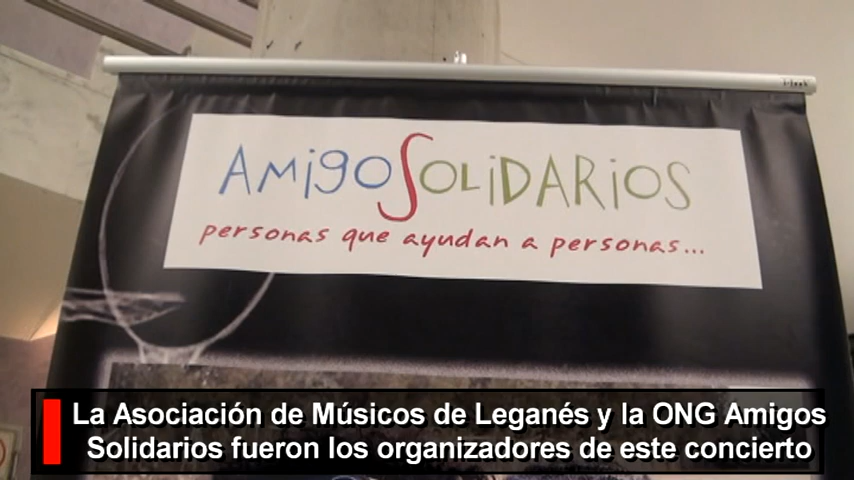 AMigOSOLiDARiOS
personas que ayudan a personas...
La Asociación de Músicos de Leganés y la ONG Amigos
Solidarios fueron los organizadores de este concierto